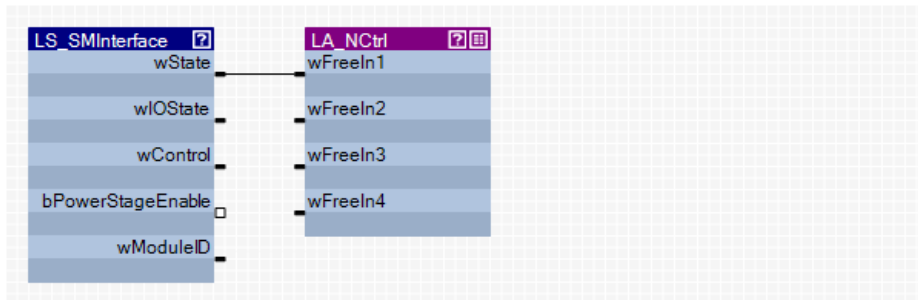 LS_SMInterface ?
wState
wIOState
wControl
bPowerStageEnable
wModuleID
LA_NCtrl ?
wFreeIn1
wFreeIn2
wFreeIn3
wFreeIn4